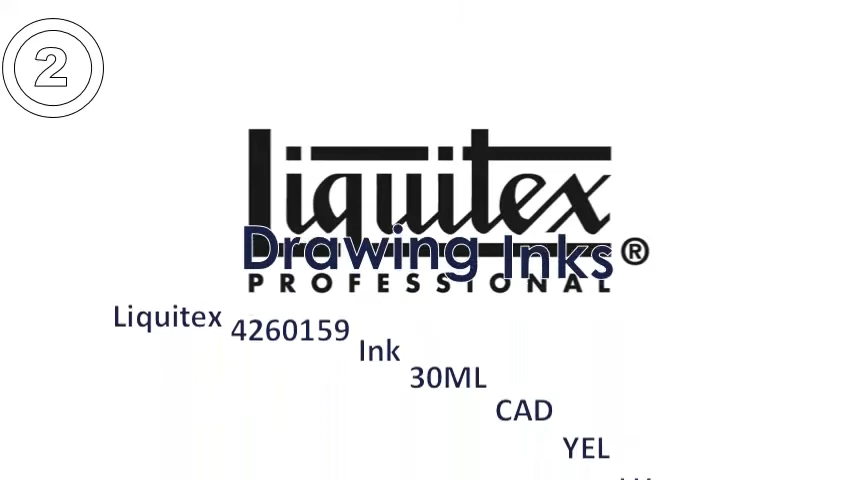 2
Liquitex
Drawing Inks ®
PROFESSIONAL
Liquitex 4260159 Ink 30ML CAD YEL